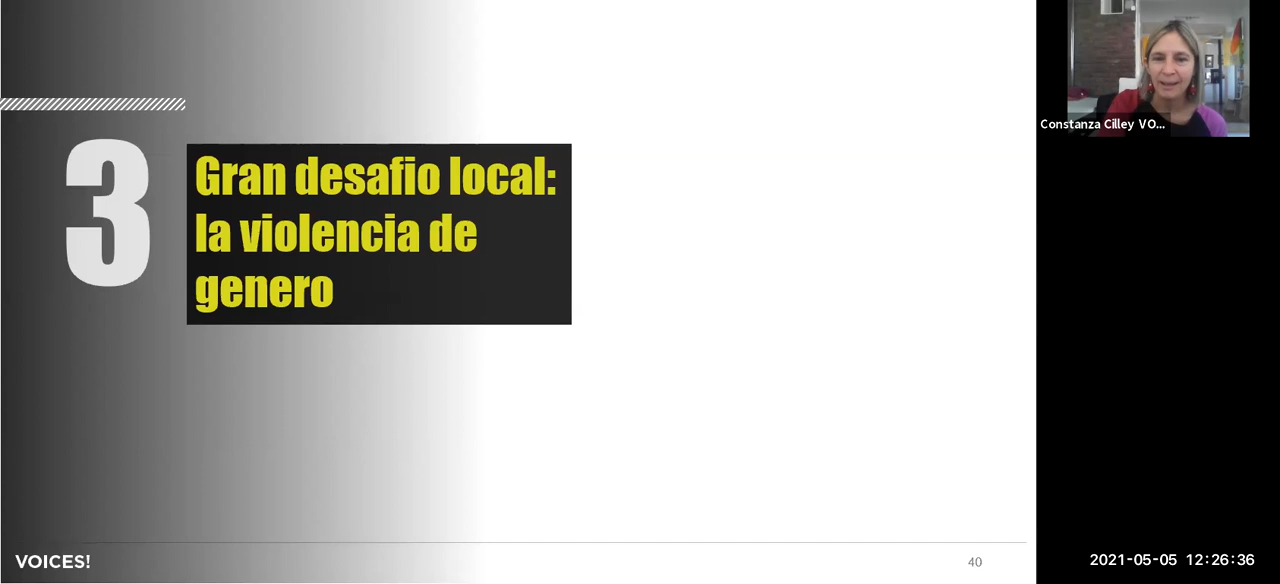 3
Gran desafio local:
la violencia de
genero
VOICES!
40
Constanza Cilley VO...
2021-05-05 12:26:36